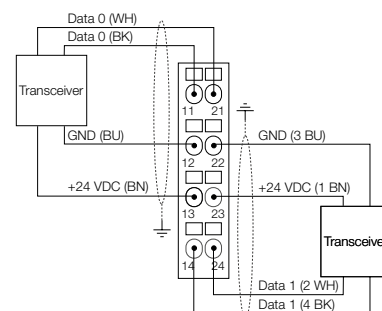 Data 0 (WH)
Data 0 (BK)
Transceiver
11 21
GND (BU)
GND (3 BU)
12 22
+24 VDC (BN)
+24 VDC (1 BN)
13 23
Transceive
14 24
Data 1 (2 WH)
Data 1 (4 BK)